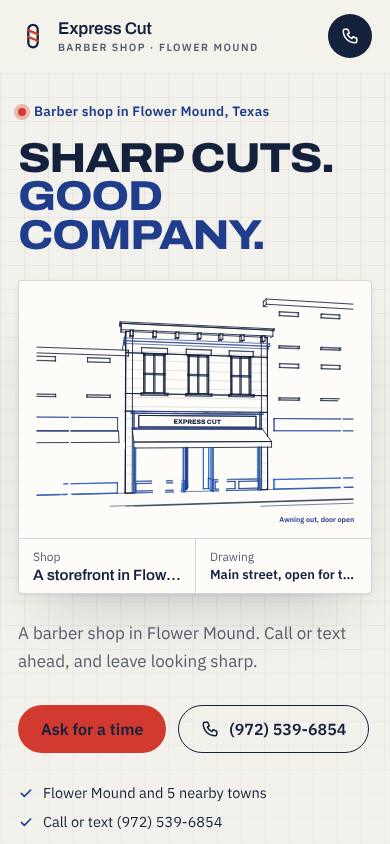 Express Cut
BARBER SHOP · FLOWER MOUND
Barber shop in Flower Mound, Texas
SHARP CUTS.
GOOD
COMPANY.
EXPRESS CUT
Awning out, door open
Shop
A storefront in Flow...
Drawing
Main street, open for t...
A barber shop in Flower Mound. Call or text
ahead, and leave looking sharp.
Ask for a time
(972) 539-6854
Flower Mound and 5 nearby towns
Call or text (972) 539-6854